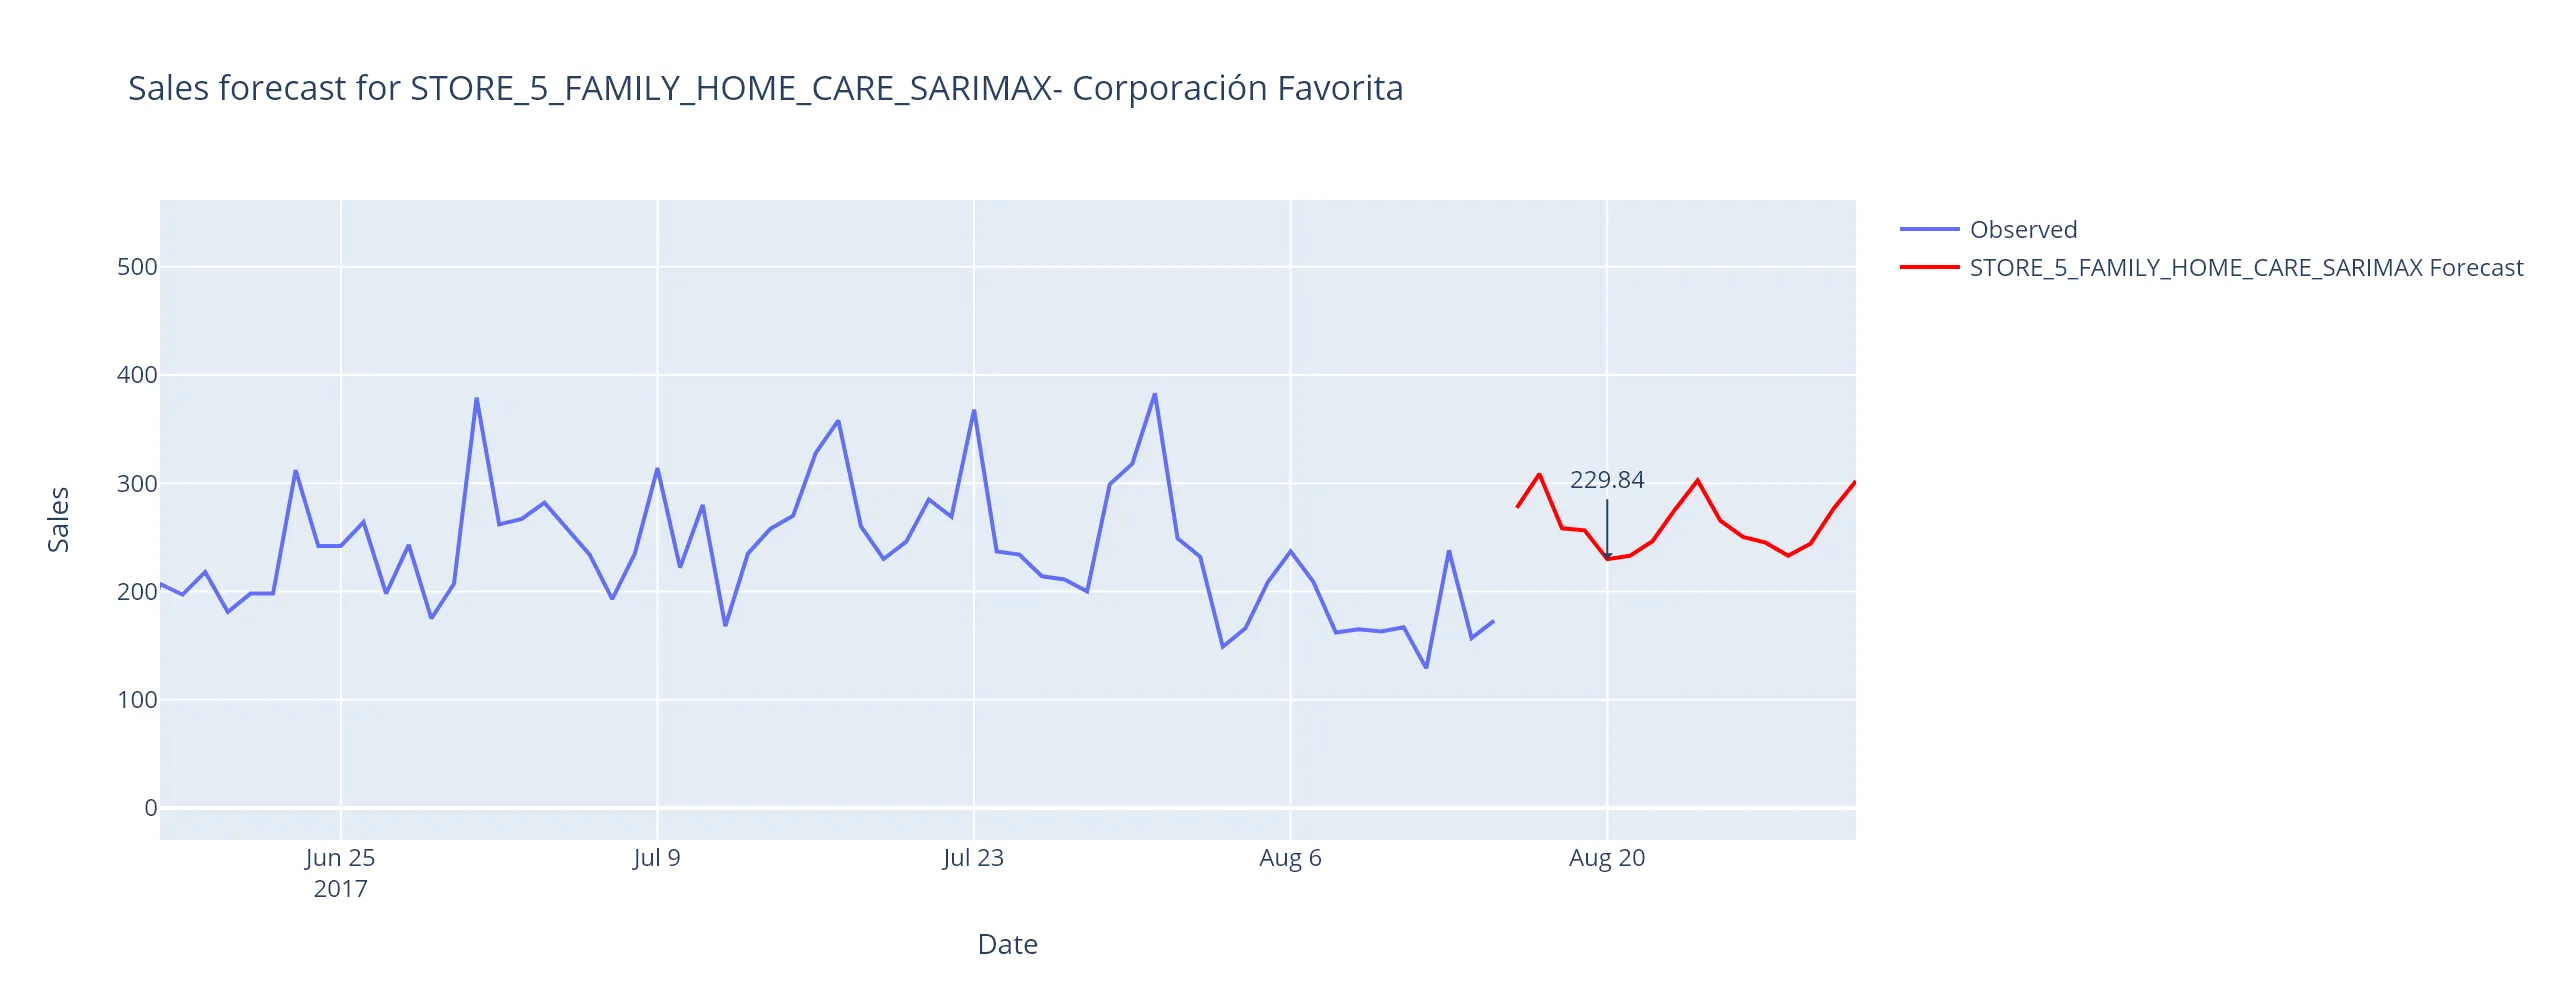 Sales forecast for STORE_5_FAMILY_HOME_CARE_SARIMAX- Corporación Favorita
Observed
STORE_5_FAMILY_HOME_CARE_SARIMAX Forecast
500
400
300
200
100
0
Sales
229.84
Jun 25
2017
Jul 9
Jul 23
Aug 6
Aug 20
Date